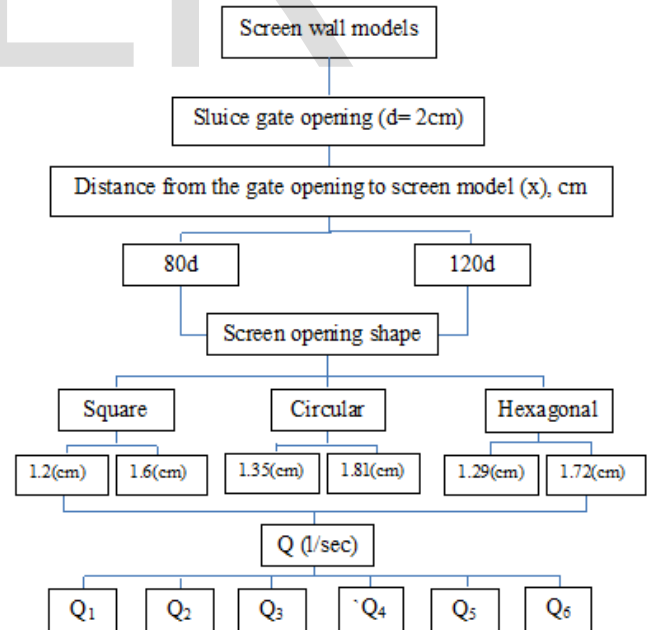 Screen wall models
Sluice gate opening (d= 2cm)
Distance from the gate opening to screen model (x), cm
80d
120d
Screen opening shape
Square
Circular
Hexagonal
1.2(cm)
1.6(cm)
1.35(cm)
1.81(cm)
1.29(cm)
1.72(cm)
Q (l/sec)
Q1
Q2
Q3
`Q4
Q5
Q6